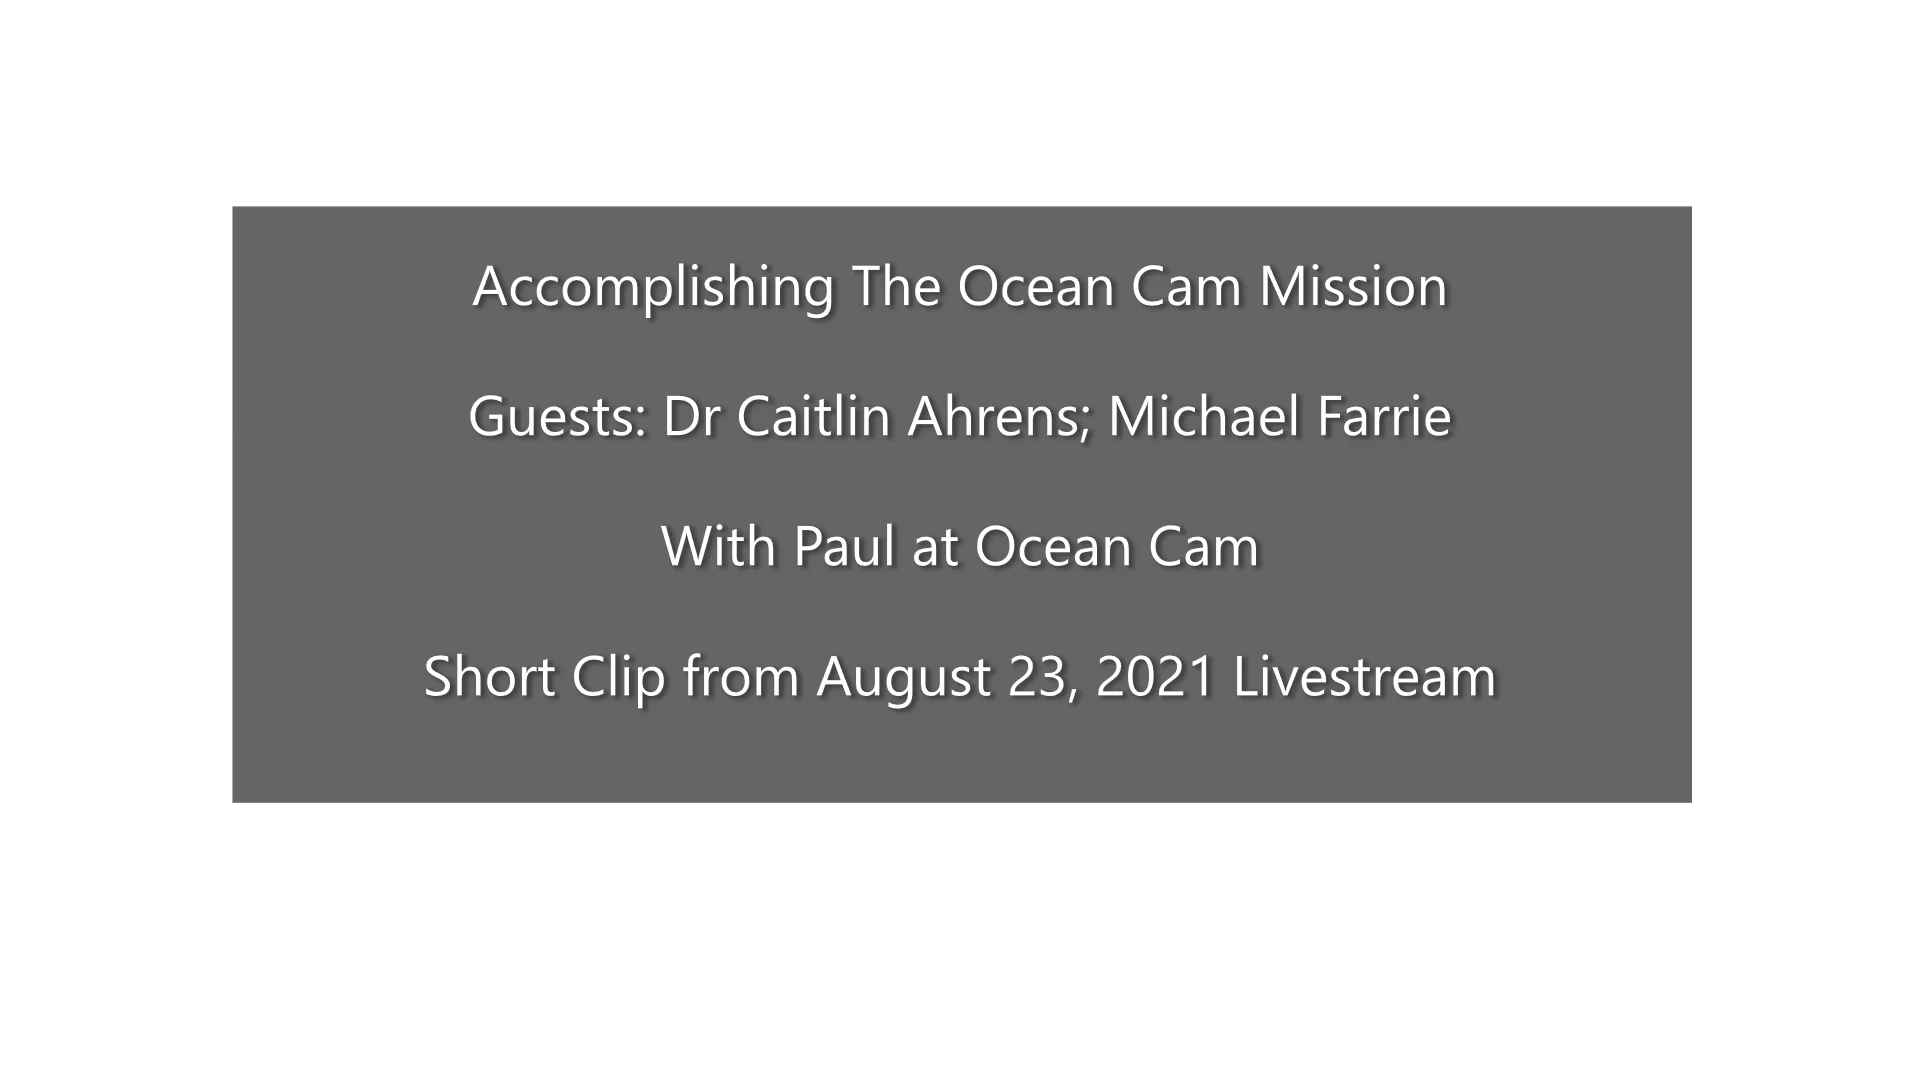 Accomplishing The Ocean Cam Mission
Guests: Dr Caitlin Ahrens; Michael Farrie
With Paul at Ocean Cam
Short Clip from August 23, 2021 Livestream